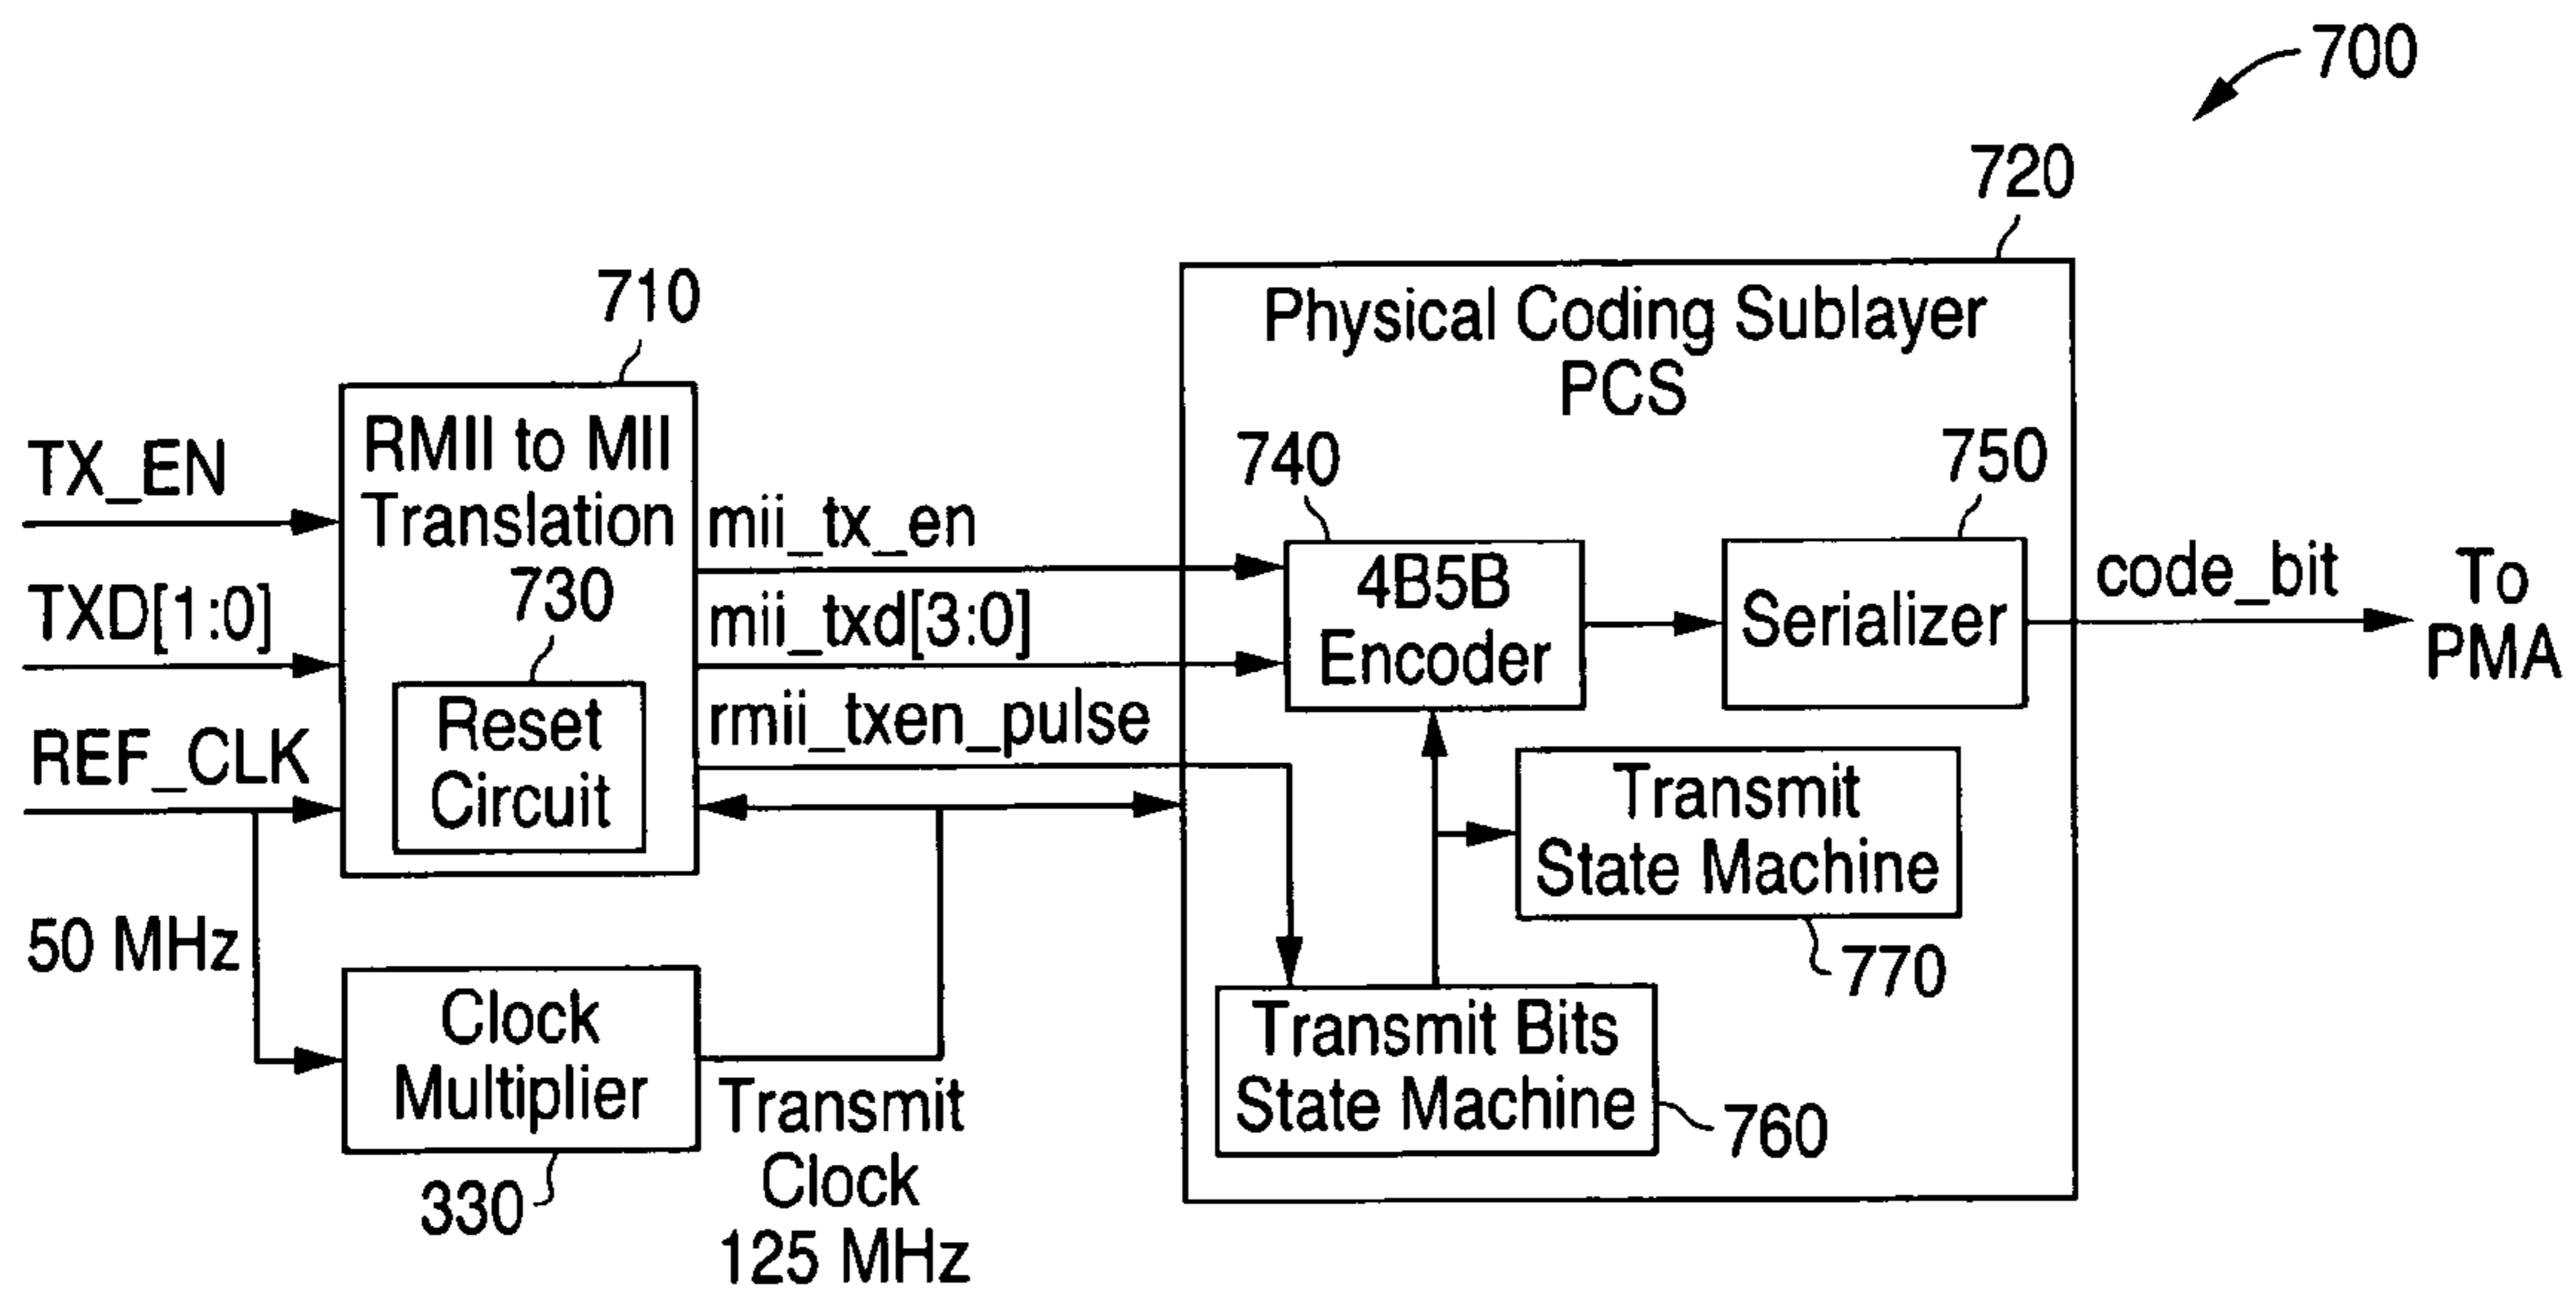 700
720
710
Physical Coding Sublayer
PCS
TX_EN
RMII to MII
Translation
730
Reset
Circuit
TXD[1:0]
REF_CLK
50 MHz
mii_tx_en
mii_txd[3:0]
rmii_txen_pulse
740
4B5B
Encoder
750
Serializer
code_bit
To
PMA
Transmit
State Machine
770
Transmit Bits
State Machine
760
Clock
Multiplier
330
Transmit
Clock
125 MHz